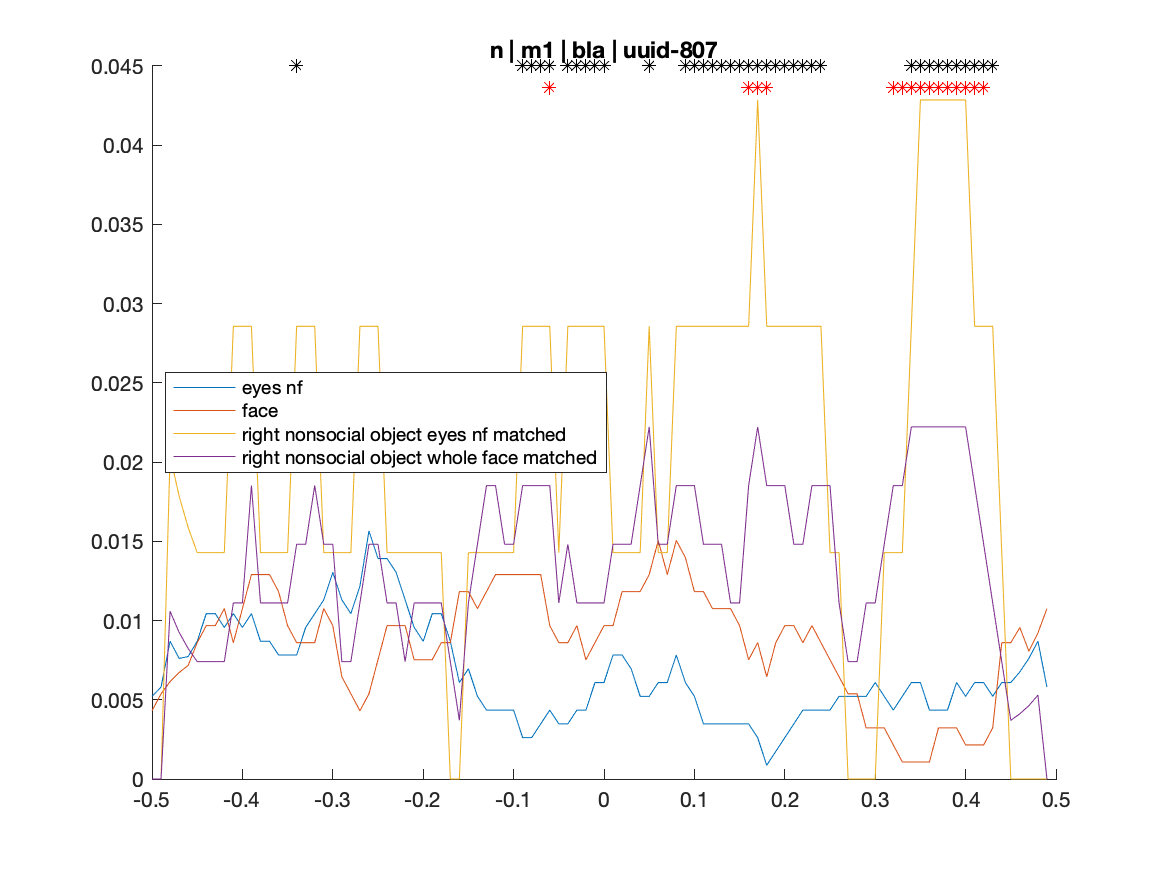 n | m1 | bla | uuid-807
0.045
0.04
0.035
0.03
0.025
0.02
0.015
0.01
0.005
0
eyes nf
face
right nonsocial object eyes nf matched
right nonsocial object whole face matched
-0.5 -0.4 -0.3 -0.2 -0.1 0 0.1 0.2 0.3 0.4 0.5